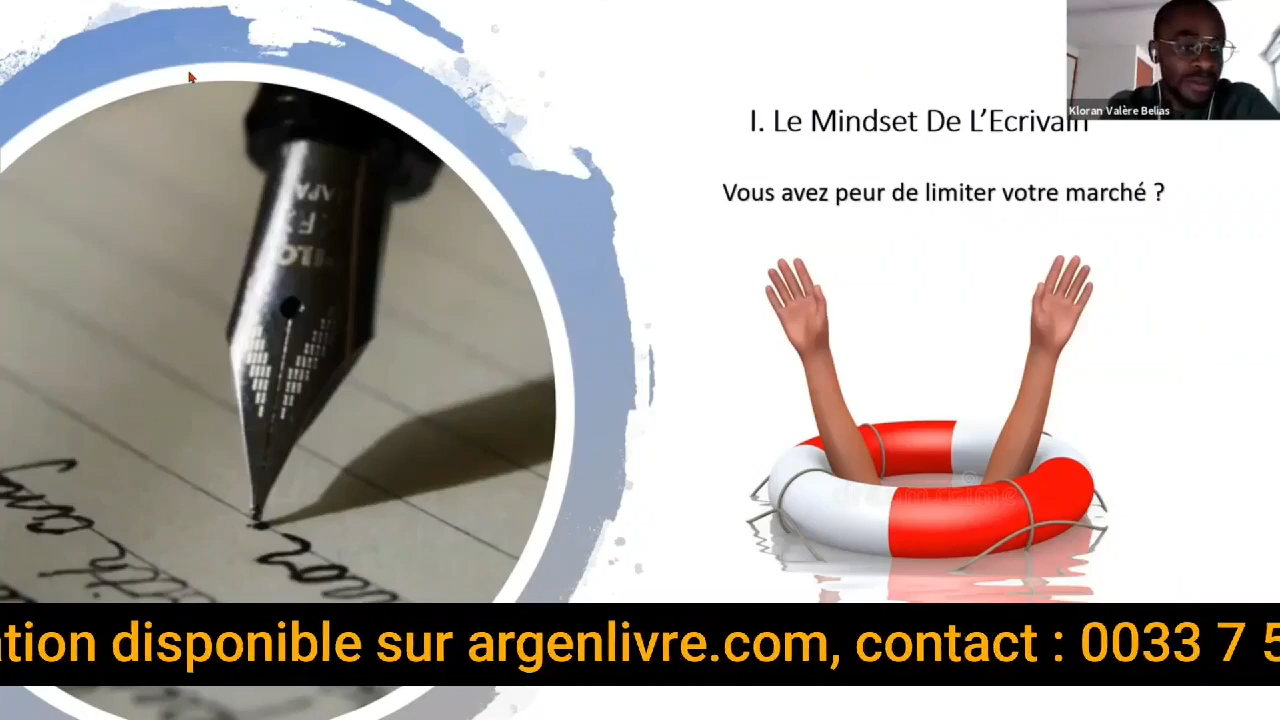 Kloran Valère Belias
I. Le Mindset De L'Ecrivain
Vous avez peur de limiter votre marché ?
ation disponible sur argenlivre.com, contact : 0033 7 5